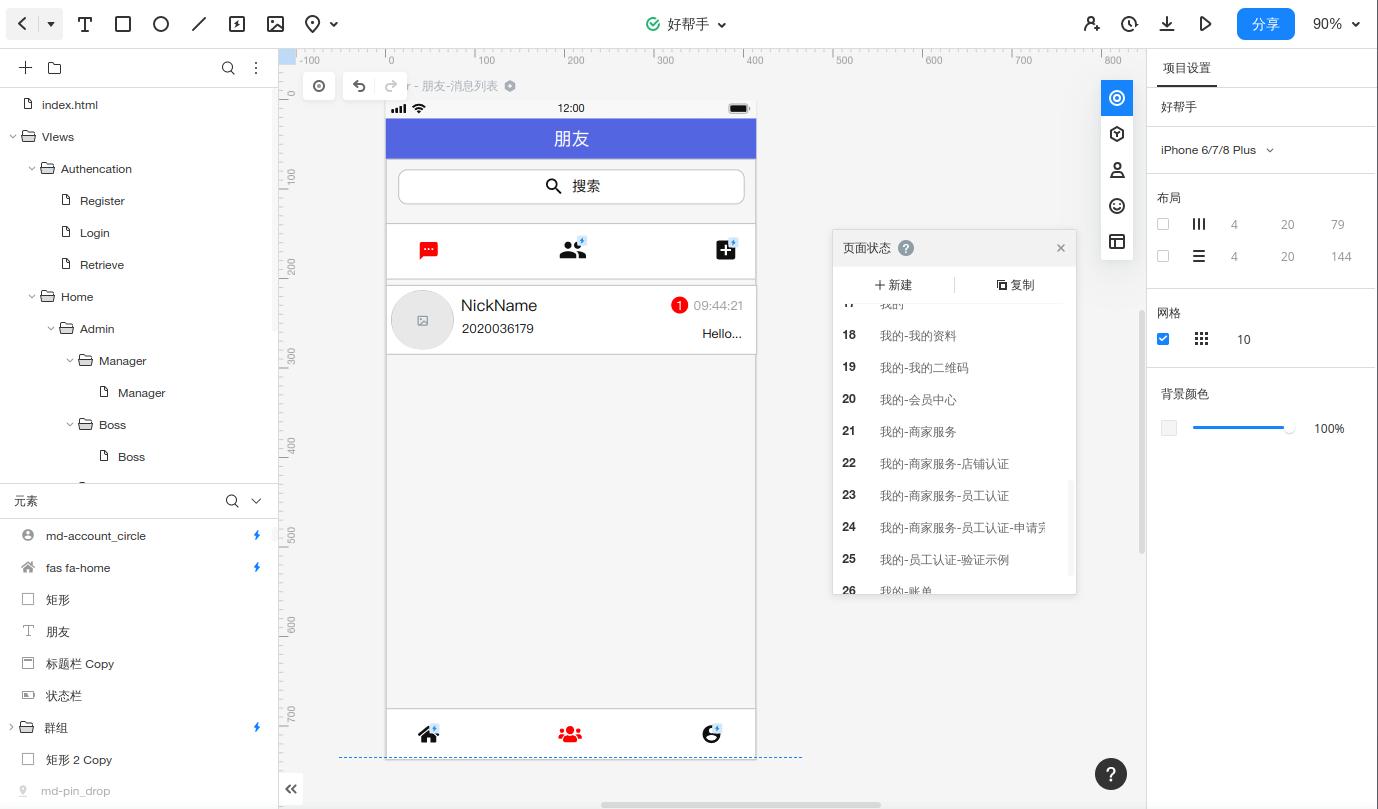 好帮手
分享
90%
index.html
VIews
Authencation
Register
Login
Retrieve
Home
Admin
Manager
Manager
Boss
Boss
元素
md-account_circle
fas fa-home
矩形
朋友
标题栏 Copy
状态栏
群组
矩形 2 Copy
md-pin_drop
-100 0 100 200 300 400 500 600 700 800
0
100
200
300
400
500
600
700
r - 朋友-消息列表
12:00
朋友
搜索
NickName
1 09:44:21
2020036179
Hello...
页面状态 ?
新建 复制
17 我的
18 我的-我的资料
19 我的-我的二维码
20 我的-会员中心
21 我的-商家服务
22 我的-商家服务-店铺认证
23 我的-商家服务-员工认证
24 我的-商家服务-员工认证-申请完
25 我的-员工认证-验证示例
26 我的-账单
项目设置
好帮手
iPhone 6/7/8 Plus
布局
4 20 79
4 20 144
网格
10
背景颜色
100%
?